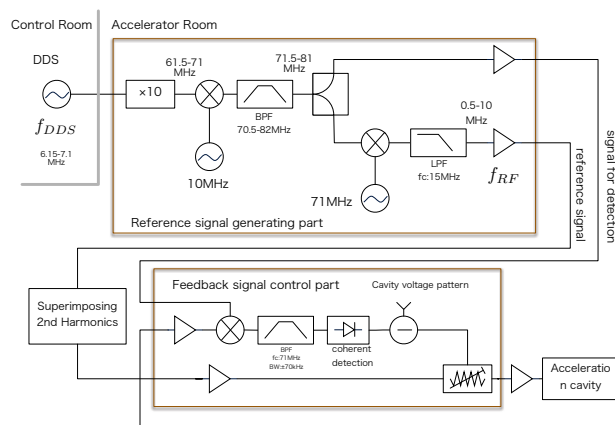 Control Room
Accelerator Room
DDS
f_DDS
6.15-7.1
MHz
×10
61.5-71
MHz
10MHz
BPF
70.5-82MHz
71.5-81
MHz
71MHz
LPF
fc:15MHz
0.5-10
MHz
f_RF
Reference signal generating part
reference signal
signal for detection
Superimposing
2nd Harmonics
Feedback signal control part
Cavity voltage pattern
BPF
fc:71MHz
BW:±70kHz
coherent
detection
Acceleratio
n cavity